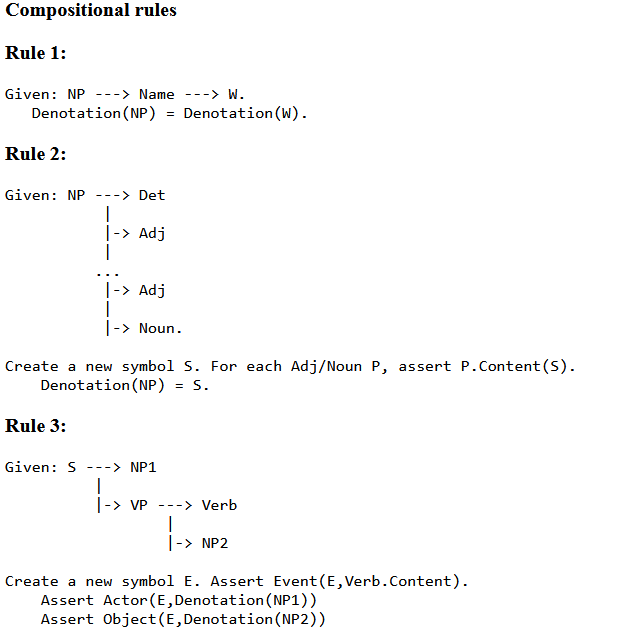 Compositional rules
Rule 1:
Given: NP ---> Name ---> W.
   Denotation(NP) = Denotation(W).
Rule 2:
Given: NP ---> Det
            |
            |-> Adj
            |
           ...
            |-> Adj
            |
            |-> Noun.
Create a new symbol S. For each Adj/Noun P, assert P.Content(S).
    Denotation(NP) = S.
Rule 3:
Given: S ---> NP1
           |
           |-> VP ---> Verb
                   |
                   |-> NP2
Create a new symbol E. Assert Event(E,Verb.Content).
    Assert Actor(E,Denotation(NP1))
    Assert Object(E,Denotation(NP2))